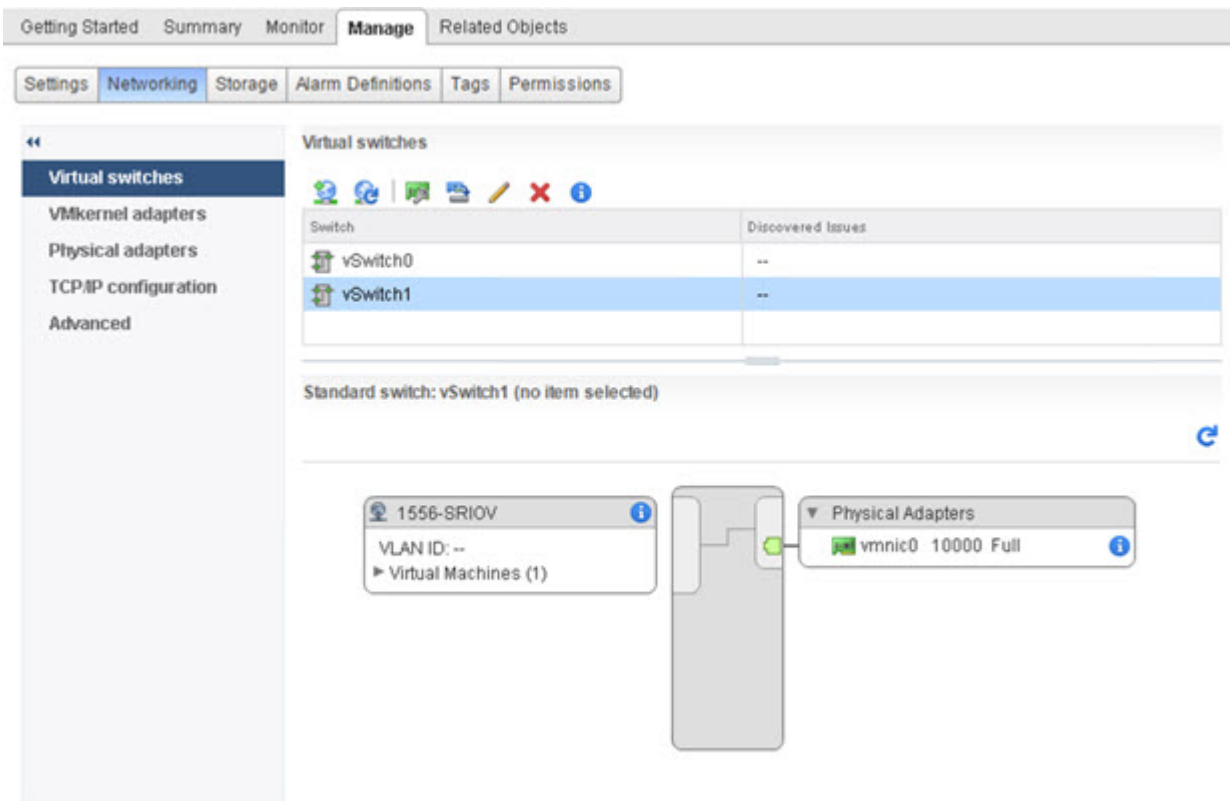 Getting Started Summary Monitor Manage Related Objects
Settings Networking Storage Alarm Definitions Tags Permissions
Virtual switches
VMkernel adapters
Physical adapters
TCP/IP configuration
Advanced
Virtual switches
Switch Discovered Issues
vSwitch0 --
vSwitch1 --
Standard switch: vSwitch1 (no item selected)
1556-SRIOV
VLAN ID: --
Virtual Machines (1)
Physical Adapters
vmnic0 10000 Full